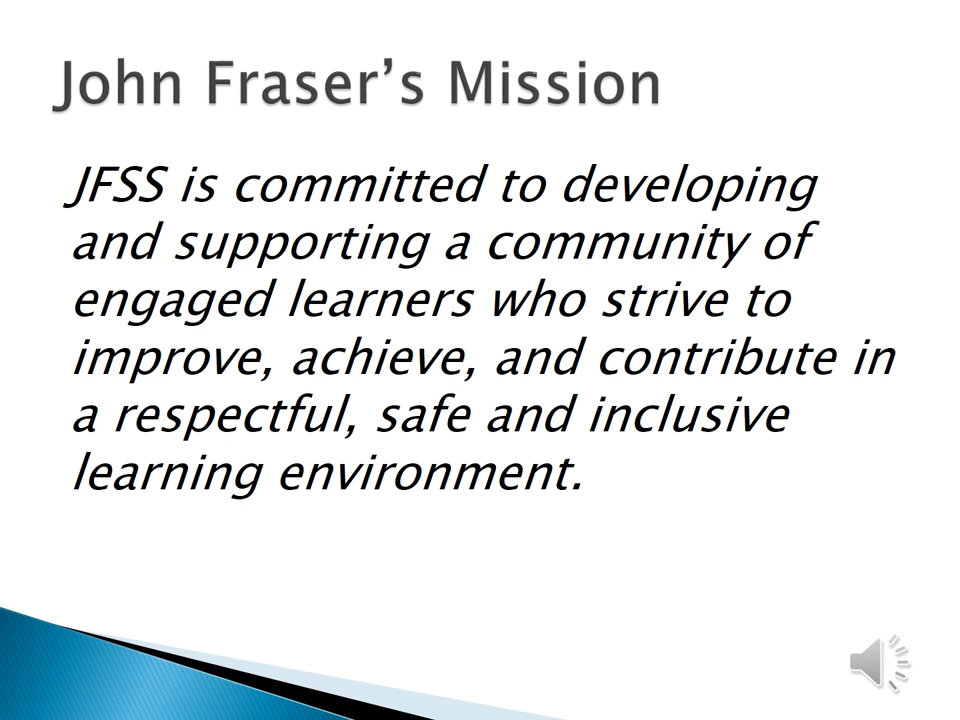 John Fraser’s Mission
JFSS is committed to developing
and supporting a community of
engaged learners who strive to
improve, achieve, and contribute in
a respectful, safe and inclusive
learning environment.